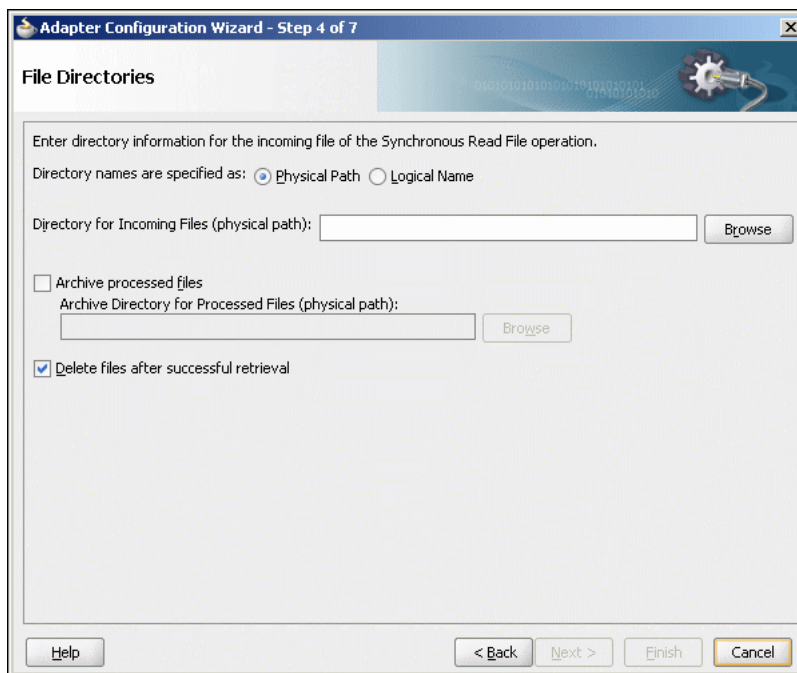 Adapter Configuration Wizard - Step 4 of 7
File Directories
Enter directory information for the incoming file of the Synchronous Read File operation.
Directory names are specified as: Physical Path Logical Name
Directory for Incoming Files (physical path): Browse
Archive processed files
Archive Directory for Processed Files (physical path):
Browse
Delete files after successful retrieval
Help < Back Next > Finish Cancel